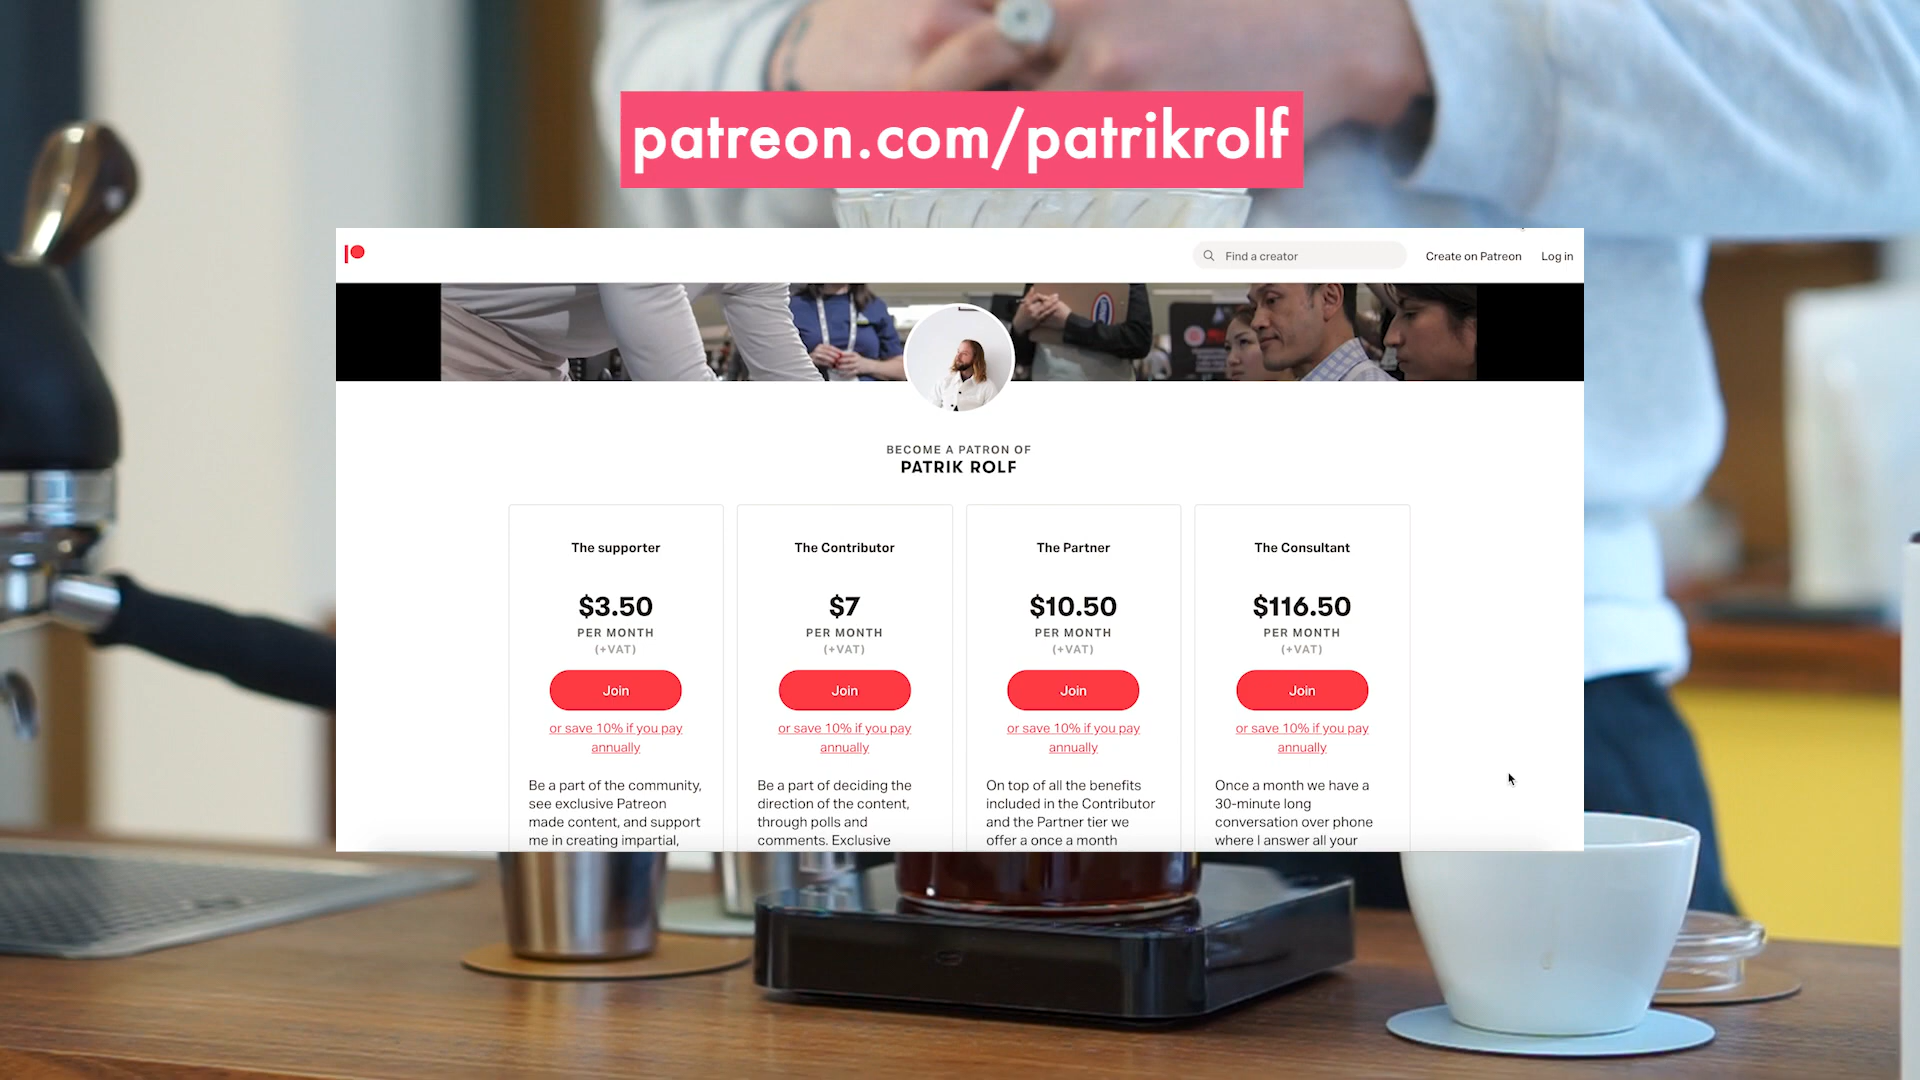 patreon.com/patrikrolf
Find a creator
Create on Patreon
Log in
BECOME A PATRON OF
PATRIK ROLF
The supporter
$3.50
PER MONTH
(+VAT)
Join
or save 10% if you pay
annually
Be a part of the community,
see exclusive Patreon
made content, and support
me in creating impartial,
The Contributor
$7
PER MONTH
(+VAT)
Join
or save 10% if you pay
annually
Be a part of deciding the
direction of the content,
through polls and
comments. Exclusive
The Partner
$10.50
PER MONTH
(+VAT)
Join
or save 10% if you pay
annually
On top of all the benefits
included in the Contributor
and the Partner tier we
offer a once a month
The Consultant
$116.50
PER MONTH
(+VAT)
Join
or save 10% if you pay
annually
Once a month we have a
30-minute long
conversation over phone
where I answer all your